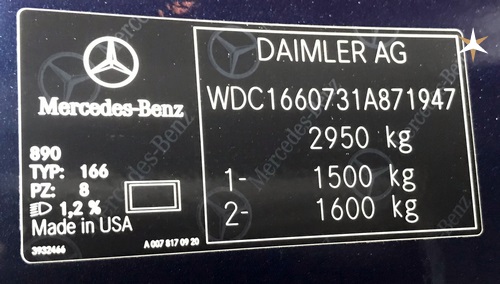 Mercedes-Benz
890
TYP: 166
PZ: 8
1,2 %
Made in USA
3932466
A 007 817 09 20
DAIMLER AG
WDC1660731A871947
2950 kg
1- 1500 kg
2- 1600 kg